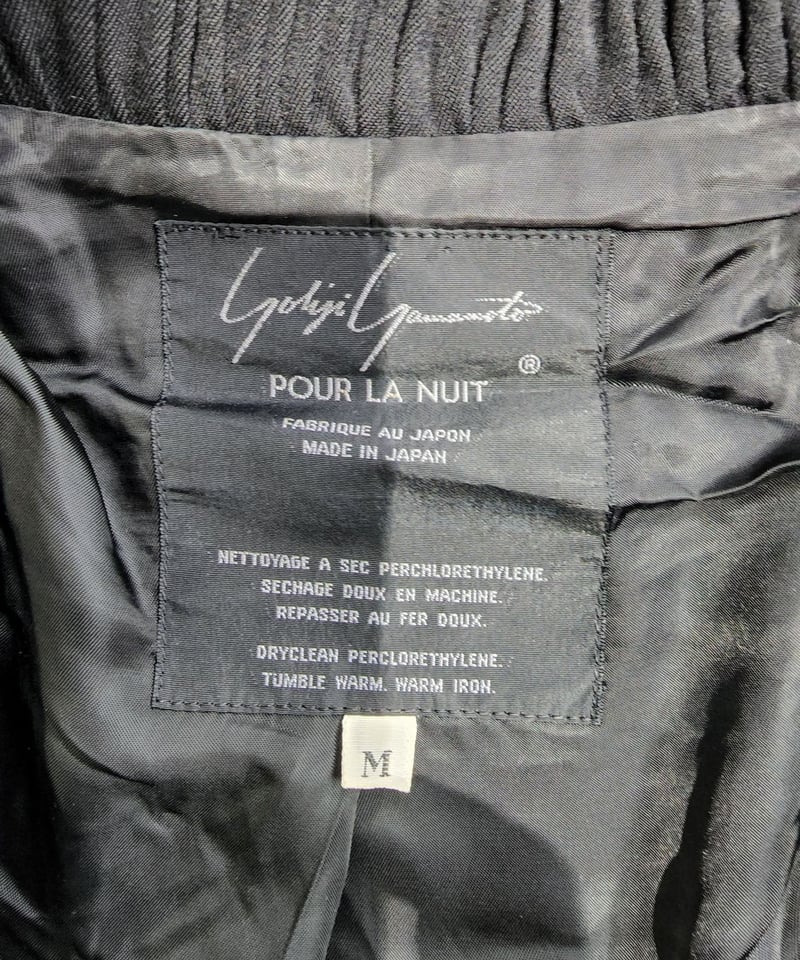 Yohji Yamamoto
®
POUR LA NUIT
FABRIQUE AU JAPON
MADE IN JAPAN
NETTOYAGE A SEC PERCHLORETHYLENE.
SECHAGE DOUX EN MACHINE.
REPASSER AU FER DOUX.
DRYCLEAN PERCLORETHYLENE.
TUMBLE WARM. WARM IRON.
M